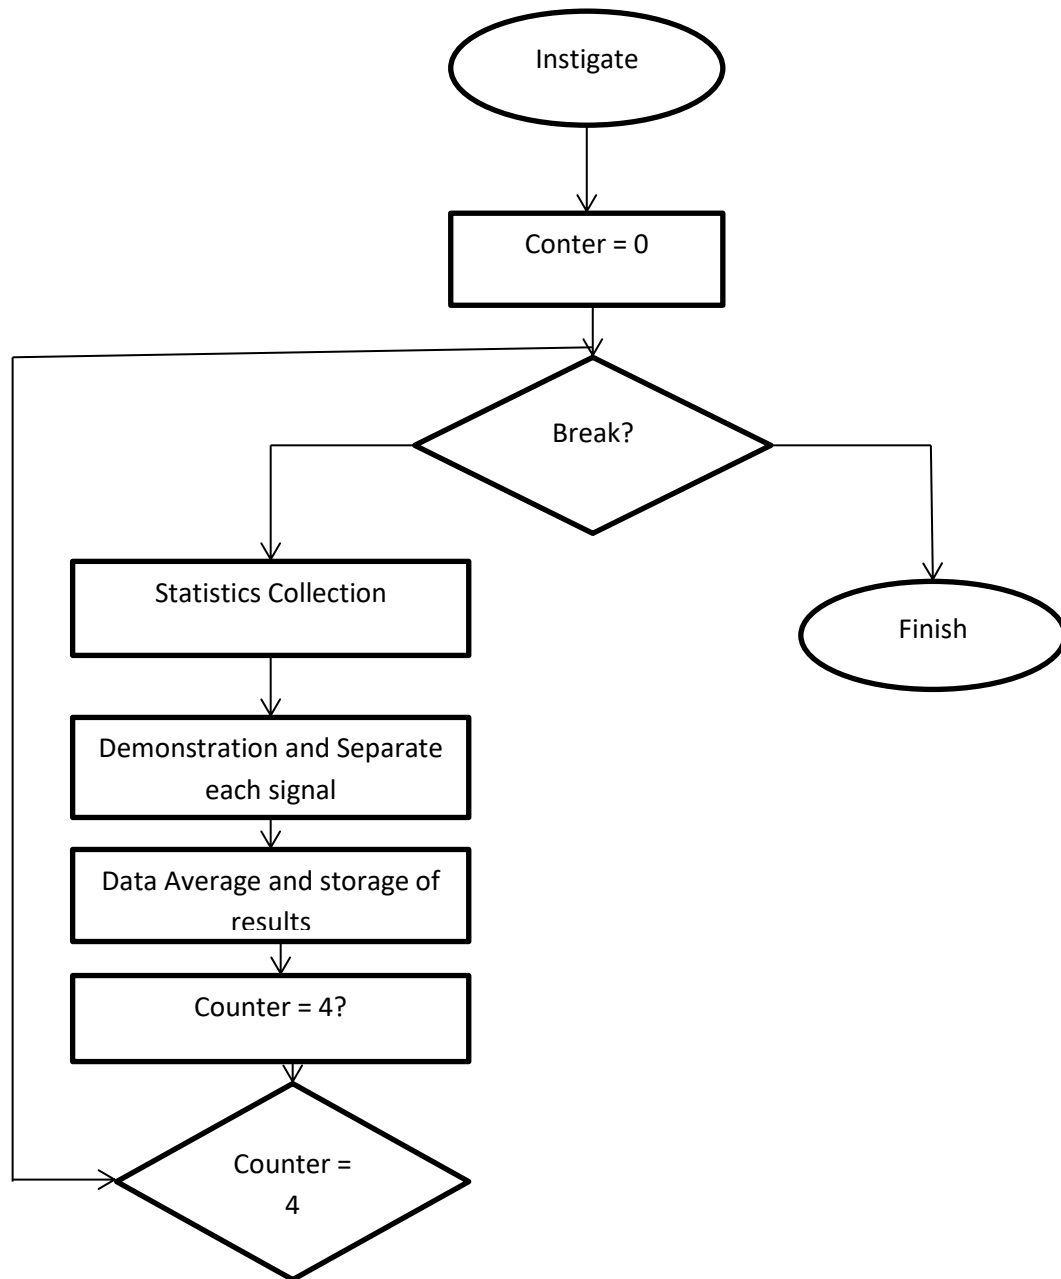 Instigate
Conter = 0
Break?
Statistics Collection
Finish
Demonstration and Separate
each signal
Data Average and storage of
results
Counter = 4?
Counter =
4